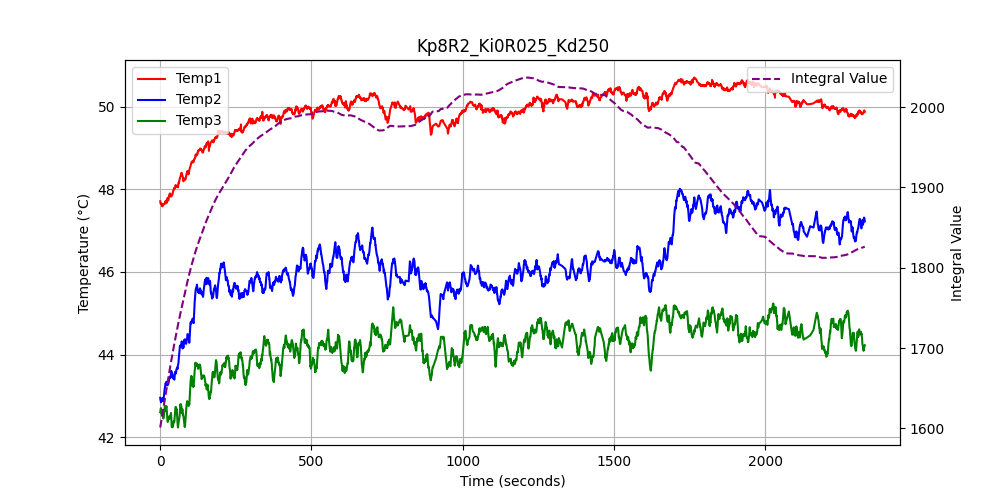 Kp8R2_Ki0R025_Kd250
Temp1
Temp2
Temp3
Integral Value
50
48
46
44
42
2000
1900
1800
1700
1600
Temperature (°C)
Integral Value
0
500
1000
1500
2000
Time (seconds)